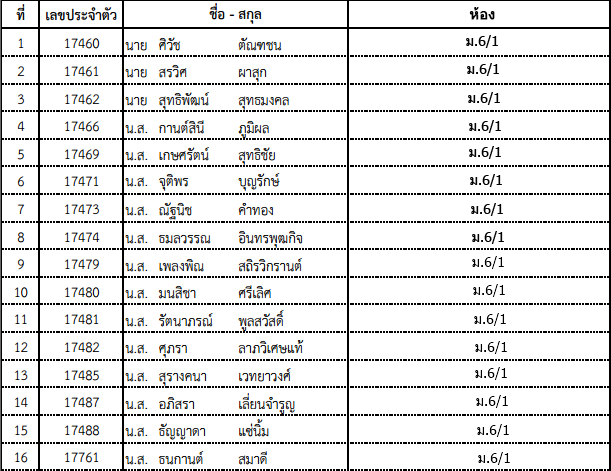 ที่ เลขประจำตัว ชื่อ - สกุล ห้อง
1 17460 นาย ศิวัช ตัณฑชน ม.6/1
2 17461 นาย สรวิศ ผาสุก ม.6/1
3 17462 นาย สุทธิพัฒน์ สุทธมงคล ม.6/1
4 17466 น.ส. กานต์สินี ภูมิผล ม.6/1
5 17469 น.ส. เกษศรัตน์ สุทธิชัย ม.6/1
6 17471 น.ส. จุติพร บุญรักษ์ ม.6/1
7 17473 น.ส. ณัฐนิช คำทอง ม.6/1
8 17474 น.ส. ธมลวรรณ อินทรพุฒกิจ ม.6/1
9 17479 น.ส. เพลงพิณ สถิรวิกรานต์ ม.6/1
10 17480 น.ส. มนสิชา ศรีเลิศ ม.6/1
11 17481 น.ส. รัตนาภรณ์ พูลสวัสดิ์ ม.6/1
12 17482 น.ส. ศุภรา ลาภวิเศษแท้ ม.6/1
13 17485 น.ส. สุรางคนา เวทยาวงศ์ ม.6/1
14 17487 น.ส. อภิสรา เลี่ยนจำรูญ ม.6/1
15 17488 น.ส. ธัญญาดา แซ่นิ้ม ม.6/1
16 17761 น.ส. ธนกานต์ สมาดี ม.6/1